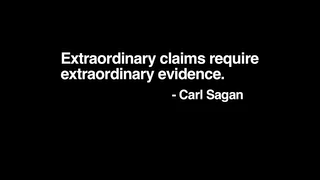 Extraordinary claims require
extraordinary evidence.
- Carl Sagan